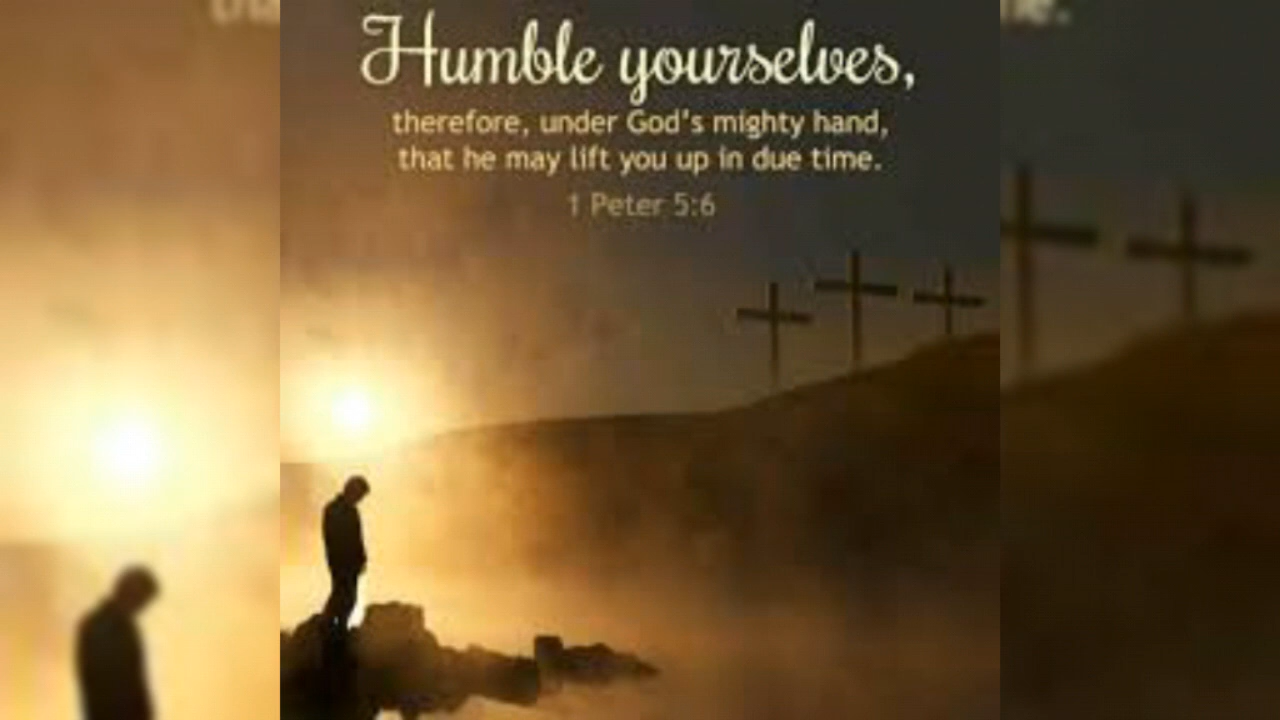 Humble yourselves,
therefore, under God's mighty hand,
that he may lift you up in due time.
1 Peter 5:6